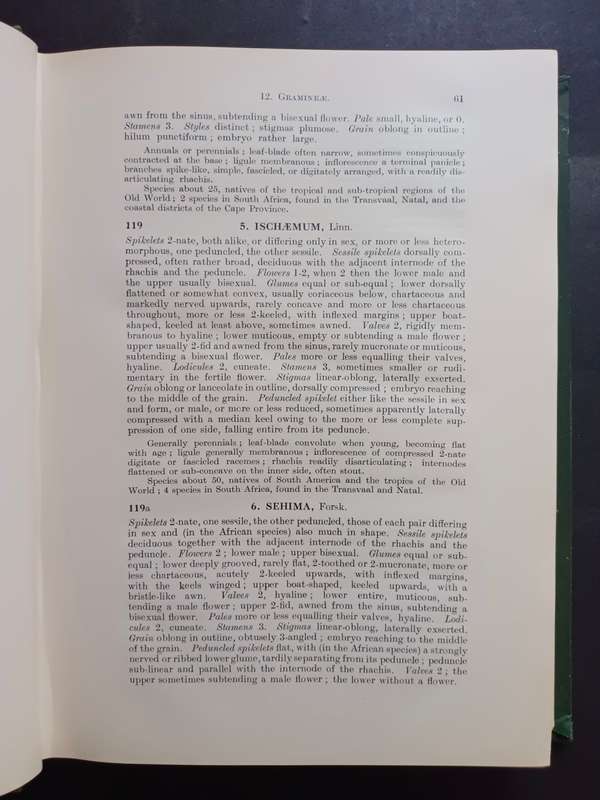 12. Gramineæ. 61
awn from the sinus, subtending a bisexual flower. Pale small, hyaline, or 0.
Stamens 3. Styles distinct ; stigmas plumose. Grain oblong in outline ;
hilum punctiform ; embryo rather large.
Annuals or perennials ; leaf-blade often narrow, sometimes conspicuously
contracted at the base ; ligule membranous ; inflorescence a terminal panicle ;
branches spike-like, simple, fascicled, or digitately arranged, with a readily dis-
articulating rhachis.
Species about 25, natives of the tropical and sub-tropical regions of the
Old World ; 2 species in South Africa, found in the Transvaal, Natal, and the
coastal districts of the Cape Province.
119 5. ISCHÆMUM, Linn.
Spikelets 2-nate, both alike, or differing only in sex, or more or less hetero-
morphous, one peduncled, the other sessile. Sessile spikelets dorsally com-
pressed, often rather broad, deciduous with the adjacent internode of the
rhachis and the peduncle. Flowers 1-2, when 2 then the lower male and
the upper usually bisexual. Glumes equal or sub-equal ; lower dorsally
flattened or somewhat convex, usually coriaceous below, chartaceous and
markedly nerved upwards, rarely concave and more or less chartaceous
throughout, more or less 2-keeled, with inflexed margins ; upper boat-
shaped, keeled at least above, sometimes awned. Valves 2, rigidly mem-
branous to hyaline ; lower muticous, empty or subtending a male flower ;
upper usually 2-fid and awned from the sinus, rarely mucronate or muticous,
subtending a bisexual flower. Pales more or less equalling their valves,
hyaline. Lodicules 2, cuneate. Stamens 3, sometimes smaller or rudi-
mentary in the fertile flower. Stigmas linear-oblong, laterally exserted.
Grain oblong or lanceolate in outline, dorsally compressed ; embryo reaching
to the middle of the grain. Peduncled spikelet either like the sessile in sex
and form, or male, or more or less reduced, sometimes apparently laterally
compressed with a median keel owing to the more or less complete sup-
pression of one side, falling entire from its peduncle.
Generally perennials ; leaf-blade convolute when young, becoming flat
with age ; ligule generally membranous ; inflorescence of compressed 2-nate
digitate or fascicled racemes ; rhachis readily disarticulating ; internodes
flattened or sub-concave on the inner side, often stout.
Species about 50, natives of South America and the tropics of the Old
World ; 4 species in South Africa, found in the Transvaal and Natal.
119a 6. SEHIMA, Forsk.
Spikelets 2-nate, one sessile, the other peduncled, those of each pair differing
in sex and (in the African species) also much in shape. Sessile spikelets
deciduous together with the adjacent internode of the rhachis and the
peduncle. Flowers 2 ; lower male ; upper bisexual. Glumes equal or sub-
equal ; lower deeply grooved, rarely flat, 2-toothed or 2-mucronate, more or
less chartaceous, acutely 2-keeled upwards, with inflexed margins,
with the keels winged ; upper boat-shaped, keeled upwards, with a
bristle-like awn. Valves 2, hyaline ; lower entire, muticous, sub-
tending a male flower ; upper 2-fid, awned from the sinus, subtending a
bisexual flower. Pales more or less equalling their valves, hyaline. Lodi-
cules 2, cuneate. Stamens 3. Stigmas linear-oblong, laterally exserted.
Grain oblong in outline, obtusely 3-angled ; embryo reaching to the middle
of the grain. Peduncled spikelets flat, with (in the African species) a strongly
nerved or ribbed lower glume, tardily separating from its peduncle ; peduncle
sub-linear and parallel with the internode of the rhachis. Valves 2 ; the
upper sometimes subtending a male flower ; the lower without a flower.